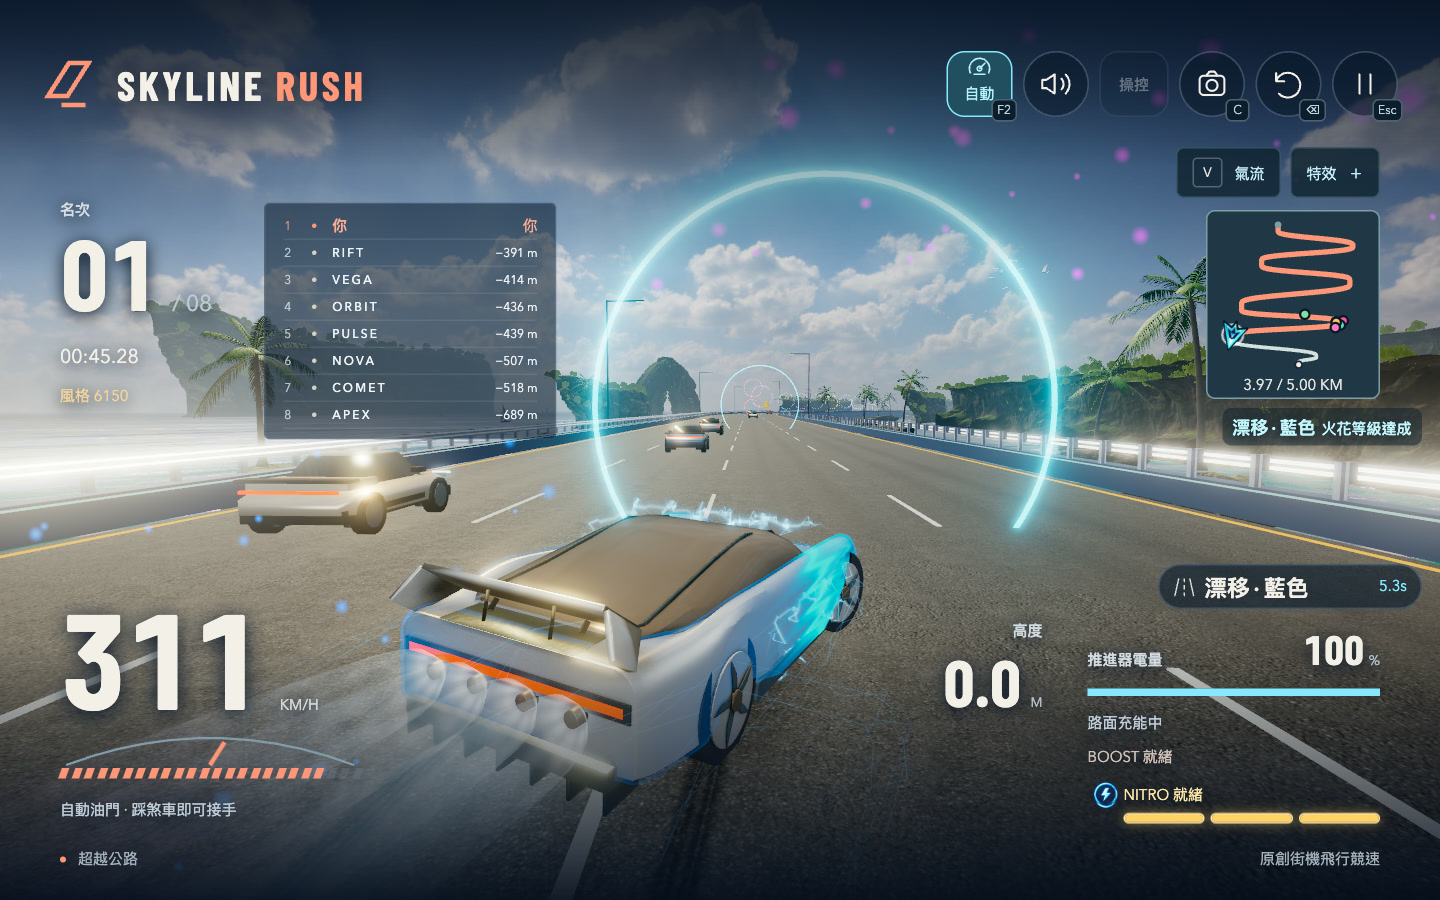 SKYLINE RUSH
自動
F2
操控
C
⌫
Esc
V 氣流
特效 +
名次
01 / 08
00:45.28
風格 6150
1 • 你 你
2 • RIFT −391 m
3 • VEGA −414 m
4 • ORBIT −436 m
5 • PULSE −439 m
6 • NOVA −507 m
7 • COMET −518 m
8 • APEX −689 m
3.97 / 5.00 KM
漂移·藍色 火花等級達成
漂移·藍色 5.3s
311 KM/H
自動油門 · 踩煞車即可接手
超越公路
高度
0.0 M
推進器電量 100 %
路面充能中
BOOST 就緒
NITRO 就緒
原創街機飛行競速